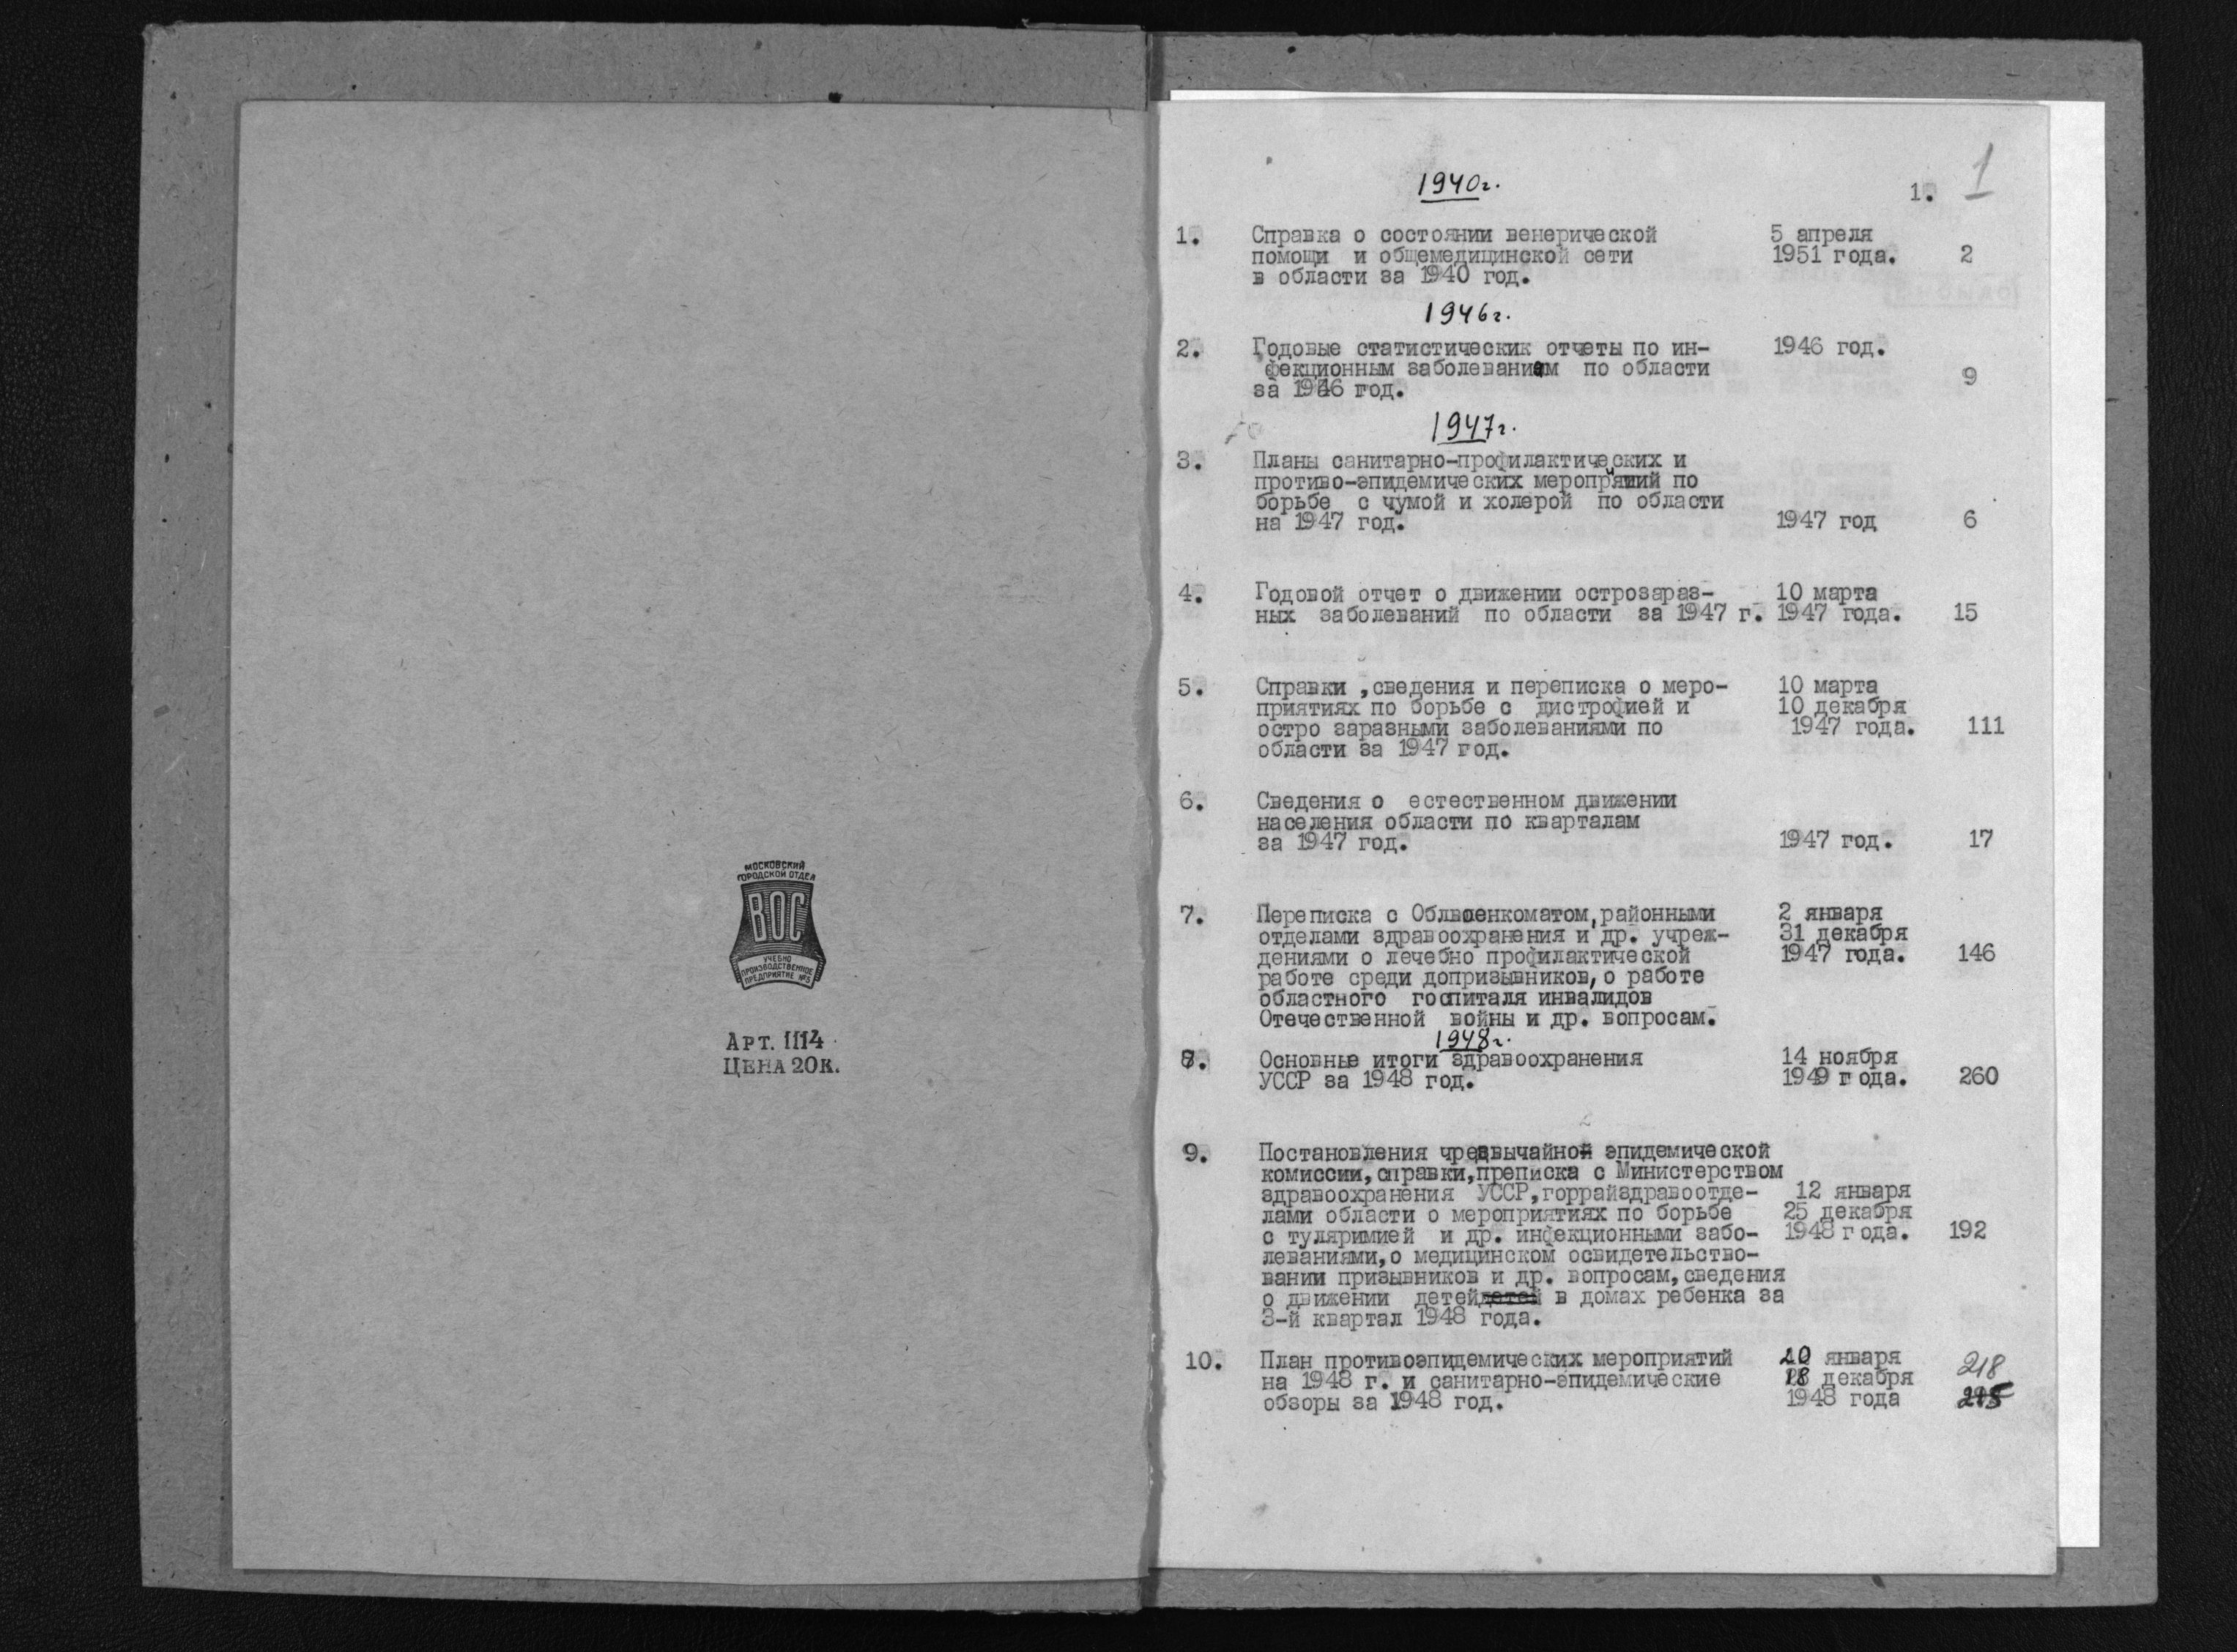 МОСКОВСКИЙ
ГОРОДСКОЙ ОТДЕЛ
ВОС
УЧЕБНО
ПРОИЗВОДСТВЕННОЕ
ПРЕДПРИЯТИЕ №5
АРТ. 1114
ЦЕНА 20К.
1940г. 1. 1
1. Справка о состоянии венерической 5 апреля
помощи и общемедицинской сети 1951 года. 2
в области за 1940 год.
1946г.
2. Годовые статистическик отчеты по ин- 1946 год.
фекционным заболеваниям по области 9
за 1946 год.
1947г.
3. Планы санитарно-профилактических и
противо-эпидемических мероприятий по
борьбе с чумой и холерой по области
на 1947 год. 1947 год 6
4. Годовой отчет о движении острозараз- 10 марта
ных заболеваний по области за 1947 г. 1947 года. 15
5. Справки ,сведения и переписка о меро- 10 марта
приятиях по борьбе с дистрофией и 10 декабря
остро заразными заболеваниями по 1947 года. 111
области за 1947 год.
6. Сведения о естественном движении
населения области по кварталам
за 1947 год. 1947 год. 17
7. Переписка с Облвоенкоматом,районными 2 января
отделами здравоохранения и др. учреж- 31 декабря
дениями о лечебно профилактической 1947 года. 146
работе среди допризывников,о работе
областного госпиталя инвалидов
Отечественной войны и др. вопросам.
1948г.
8. Основные итоги здравоохранения 14 ноября
УССР за 1948 год. 1949 года. 260
9. Постановления чрезвычайной эпидемической
комиссии,справки,преписка с Министерством
здравоохранения УССР,горрайздравоотде- 12 января
лами области о мероприятиях по борьбе 25 декабря
с туляримией и др. инфекционными забо- 1948 года. 192
леваниями,о медицинском освидетельство-
вании призывников и др. вопросам,сведения
о движении детейдетей в домах ребенка за
3-й квартал 1948 года.
10. План противоэпидемических мероприятий 20 января
на 1948 г. и санитарно-эпидемические 18 декабря 218
обзоры за 1948 год. 1948 года